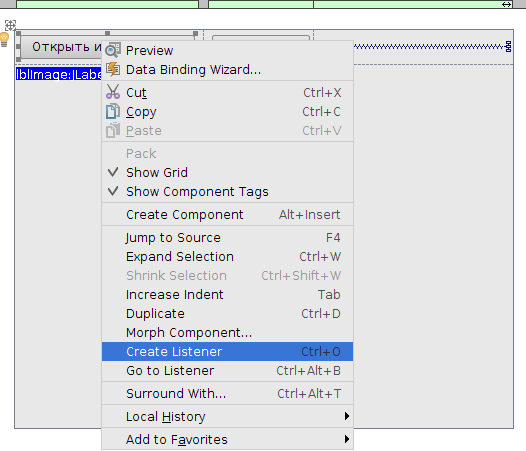 Открыть и
lblImage:JLabe
Preview
Data Binding Wizard...
Cut Ctrl+X
Copy Ctrl+C
Paste Ctrl+V
Pack
Show Grid
Show Component Tags
Create Component Alt+Insert
Jump to Source F4
Expand Selection Ctrl+W
Shrink Selection Ctrl+Shift+W
Increase Indent Tab
Duplicate Ctrl+D
Morph Component...
Create Listener Ctrl+O
Go to Listener Ctrl+Alt+B
Surround With... Ctrl+Alt+T
Local History
Add to Favorites